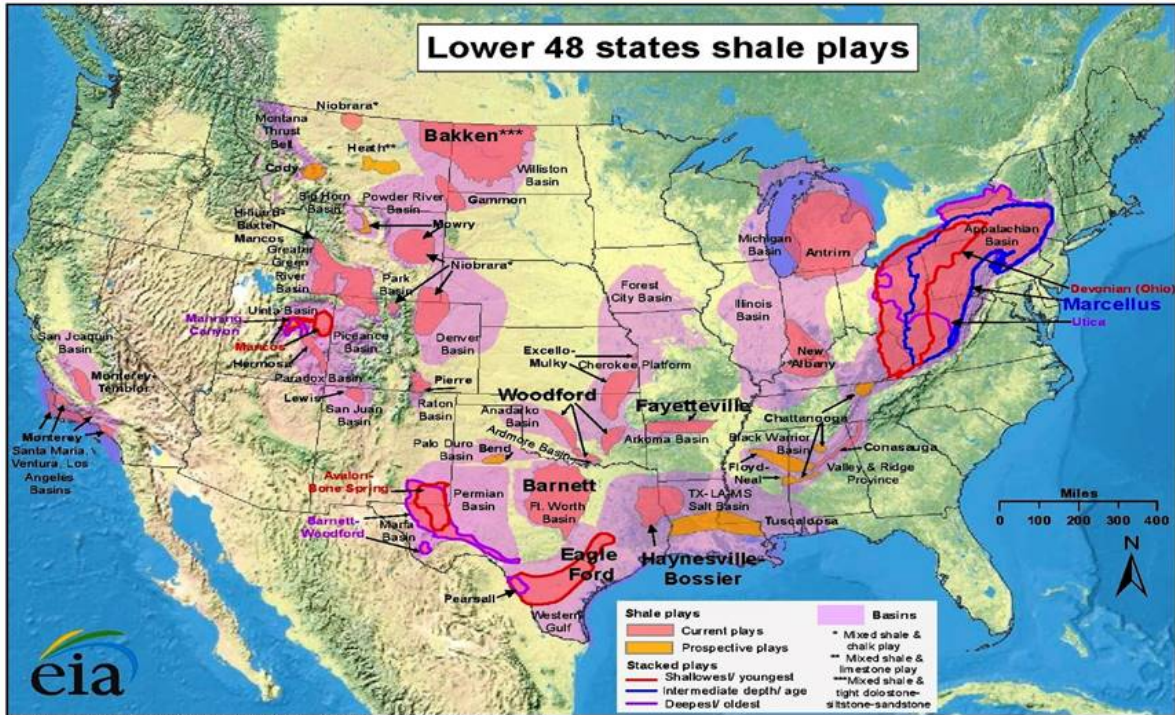 Lower 48 states shale plays
Niobrara*
Montana
Thrust
Belt
Bakken***
Heath**
Cody
Williston
Basin
Big Horn
Basin
Powder River
Basin
Gammon
Hilliard-
Baxter-
Mancos
Mowry
Greater
Green
River
Basin
Niobrara*
Park
Basin
Michigan
Basin
Antrim
Appalachian
Basin
Devonian (Ohio)
Marcellus
Utica
Forest
City Basin
Illinois
Basin
Uinta Basin
Manning
Canyon
Mancos
Piceance
Basin
Denver
Basin
Hermosa
Paradox Basin
San Joaquin
Basin
Monterey-
Temblor
Excello-
Mulky
Cherokee Platform
New
Albany
Pierre
Lewis
San Juan
Basin
Raton
Basin
Woodford
Anadarko
Basin
Fayetteville
Arkoma Basin
Ardmore Basin
Chattanooga
Black Warrior
Basin
Conasauga
Valley & Ridge
Province
Floyd-
Neal
Monterey
Santa Maria,
Ventura, Los
Angeles
Basins
Palo Duro
Basin
Bend
Avalon-
Bone Spring
Permian
Basin
Barnett
Ft. Worth
Basin
TX-LA-MS
Salt Basin
Tuscaloosa
Barnett-
Woodford
Marfa
Basin
Eagle
Ford
Haynesville-
Bossier
Pearsall
Western
Gulf
Miles
0 100 200 400
N
Shale plays
Current plays
Prospective plays
Stacked plays
Shallowest/ youngest
Intermediate depth/ age
Deepest/ oldest
Basins
* Mixed shale &
chalk play
** Mixed shale &
limestone play
***Mixed shale &
tight dolostone-
siltstone-sandstone
eia